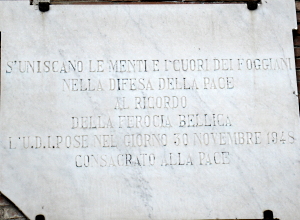 S'UNISCANO LE MENTI E I CUORI DEI FOGGIANI
NELLA DIFESA DELLA PACE
AL RICORDO
DELLA FEROCIA BELLICA
L'U.D.I. POSE NEL GIORNO 30 NOVEMBRE 1948
CONSACRATO ALLA PACE